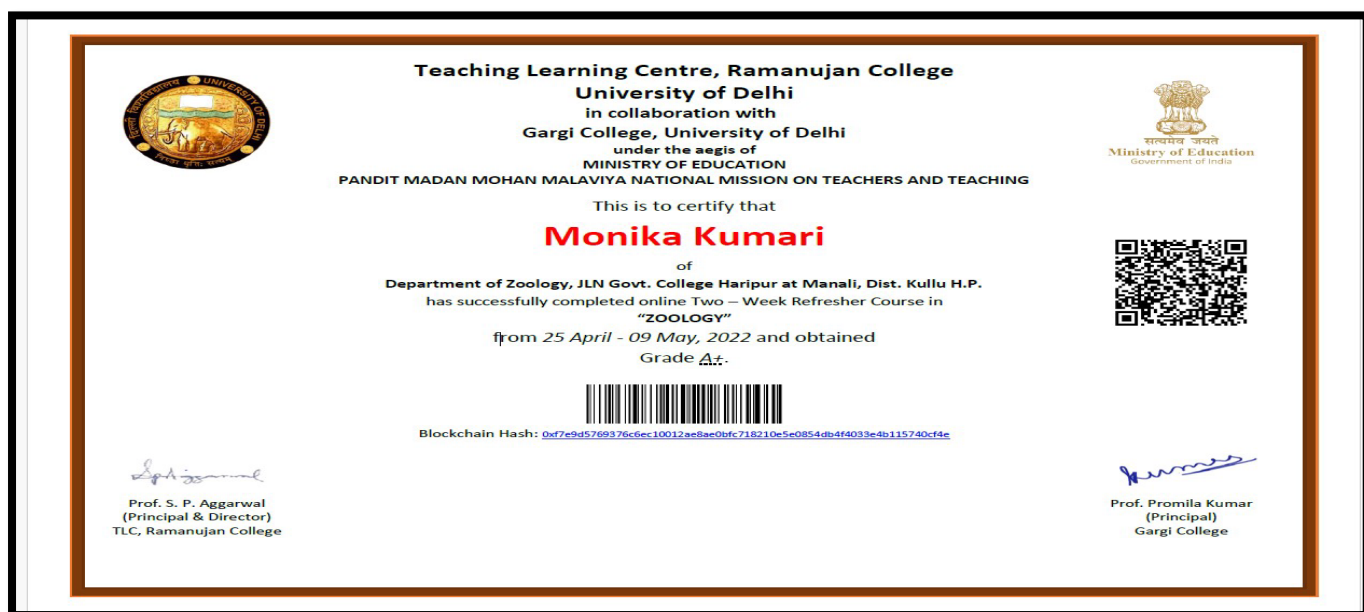 Teaching Learning Centre, Ramanujan College
University of Delhi
in collaboration with
Gargi College, University of Delhi
under the aegis of
MINISTRY OF EDUCATION
PANDIT MADAN MOHAN MALAVIYA NATIONAL MISSION ON TEACHERS AND TEACHING
UNIVERSITY OF DELHI
दिल्ली विश्वविद्यालय
निष्ठा धृतिः सत्यम्
सत्यमेव जयते
Ministry of Education
Government of India
This is to certify that
Monika Kumari
of
Department of Zoology, JLN Govt. College Haripur at Manali, Dist. Kullu H.P.
has successfully completed online Two – Week Refresher Course in
“ZOOLOGY”
from 25 April - 09 May, 2022 and obtained
Grade A+.
Blockchain Hash: 0xf7e9d5769376c6ec10012ae8ae0bfc718210e5e0854db4f4033e4b115740cf4e
Prof. S. P. Aggarwal
(Principal & Director)
TLC, Ramanujan College
Prof. Promila Kumar
(Principal)
Gargi College